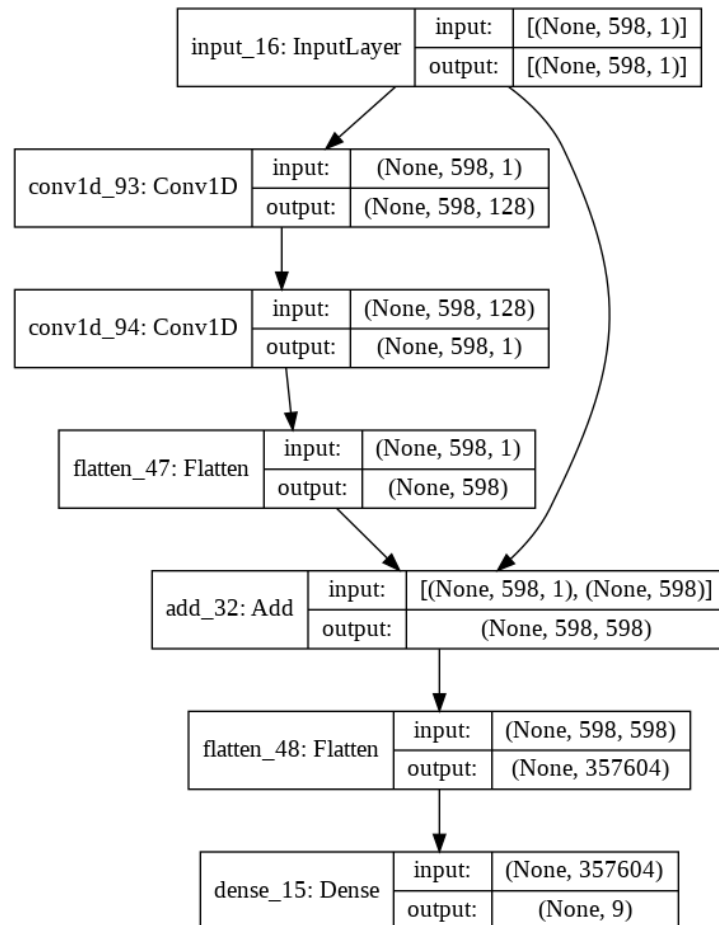 input_16: InputLayer
input: [(None, 598, 1)]
output: [(None, 598, 1)]
conv1d_93: Conv1D
input: (None, 598, 1)
output: (None, 598, 128)
conv1d_94: Conv1D
input: (None, 598, 128)
output: (None, 598, 1)
flatten_47: Flatten
input: (None, 598, 1)
output: (None, 598)
add_32: Add
input: [(None, 598, 1), (None, 598)]
output: (None, 598, 598)
flatten_48: Flatten
input: (None, 598, 598)
output: (None, 357604)
dense_15: Dense
input: (None, 357604)
output: (None, 9)